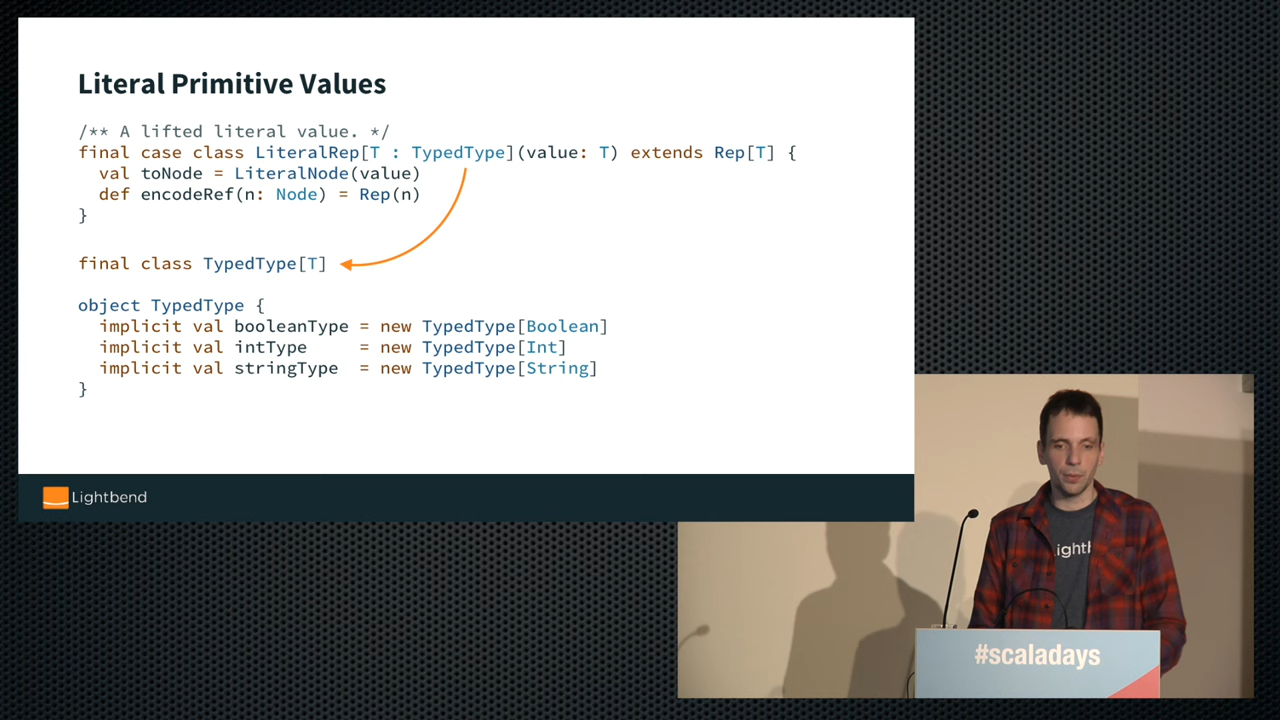 Literal Primitive Values
/** A lifted literal value. */
final case class LiteralRep[T : TypedType](value: T) extends Rep[T] {
  val toNode = LiteralNode(value)
  def encodeRef(n: Node) = Rep(n)
}
final class TypedType[T]
object TypedType {
  implicit val booleanType = new TypedType[Boolean]
  implicit val intType     = new TypedType[Int]
  implicit val stringType  = new TypedType[String]
}
Lightbend
#scaladays